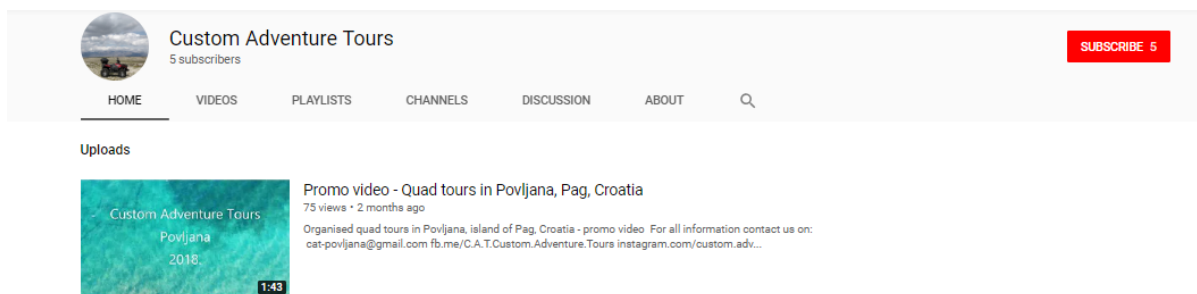 Custom Adventure Tours
5 subscribers
SUBSCRIBE 5
HOME VIDEOS PLAYLISTS CHANNELS DISCUSSION ABOUT
Uploads
Custom Adventure Tours
Povljana
2018.
1:43
Promo video - Quad tours in Povljana, Pag, Croatia
75 views • 2 months ago
Organised quad tours in Povljana, island of Pag, Croatia - promo video For all information contact us on:
cat-povljana@gmail.com fb.me/C.A.T.Custom.Adventure.Tours instagram.com/custom.adv...